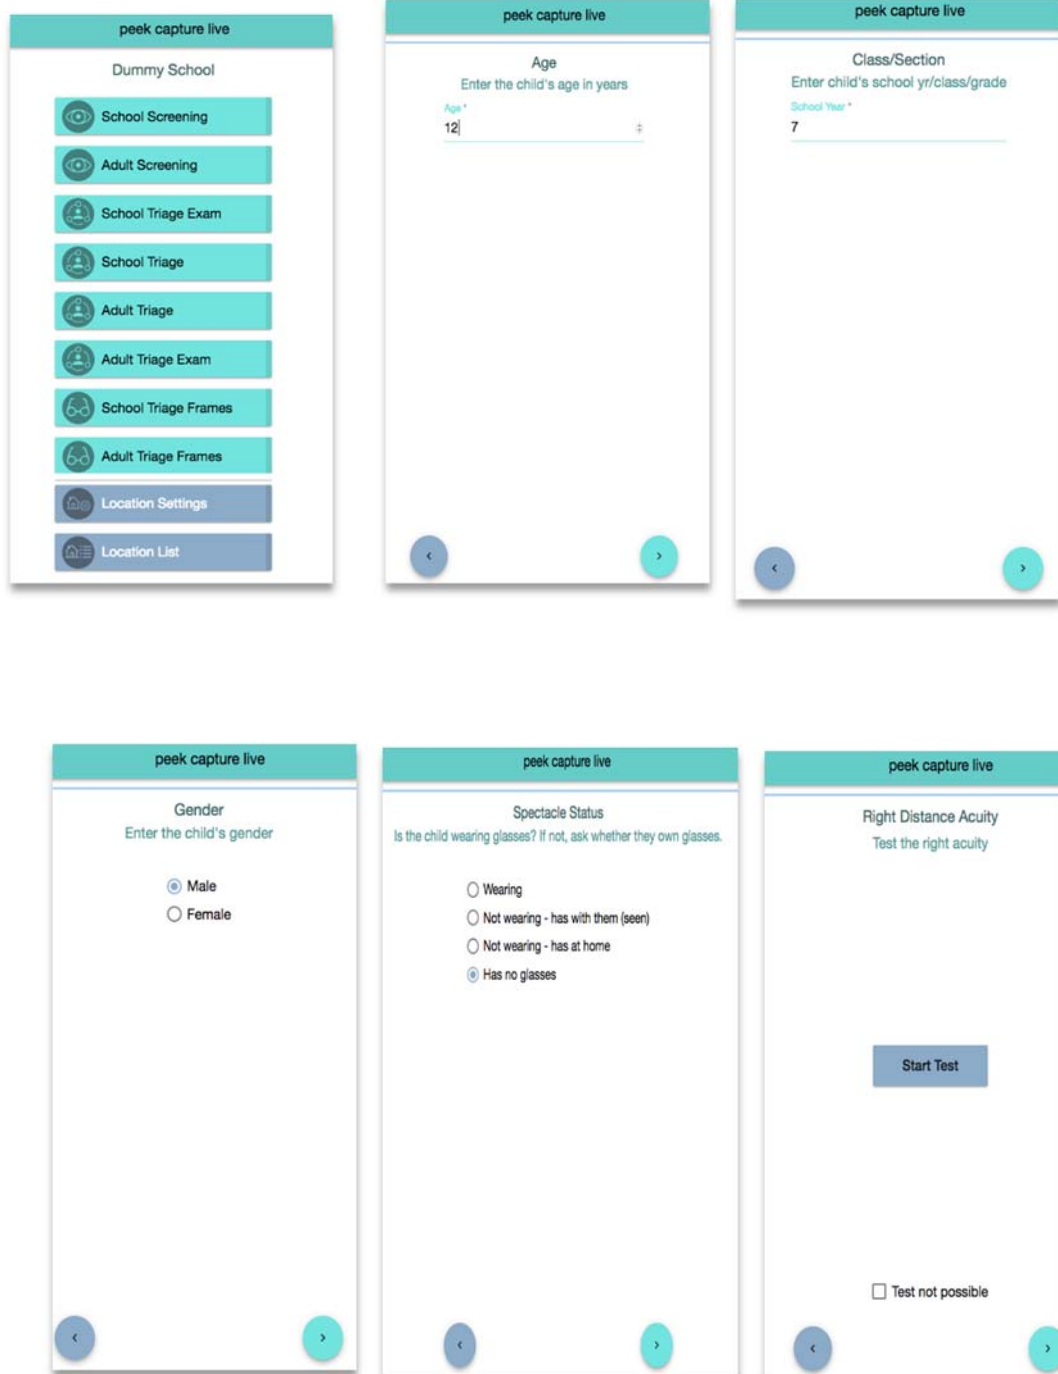 peek capture live
Dummy School
School Screening
Adult Screening
School Triage Exam
School Triage
Adult Triage
Adult Triage Exam
School Triage Frames
Adult Triage Frames
Location Settings
Location List
peek capture live
Age
Enter the child's age in years
Age *
12
peek capture live
Class/Section
Enter child's school yr/class/grade
School Year *
7
peek capture live
Gender
Enter the child's gender
Male
Female
peek capture live
Spectacle Status
Is the child wearing glasses? If not, ask whether they own glasses.
Wearing
Not wearing - has with them (seen)
Not wearing - has at home
Has no glasses
peek capture live
Right Distance Acuity
Test the right acuity
Start Test
Test not possible